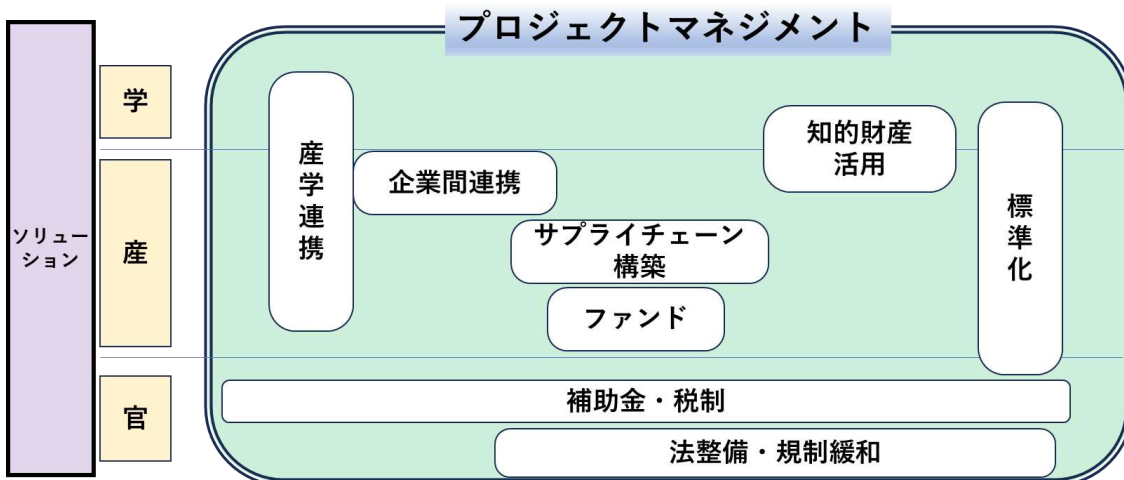 プロジェクトマネジメント
ソリュー
ション
学
産
官
産学連携
企業間連携
サプライチェーン
構築
ファンド
知的財産
活用
標準化
補助金・税制
法整備・規制緩和